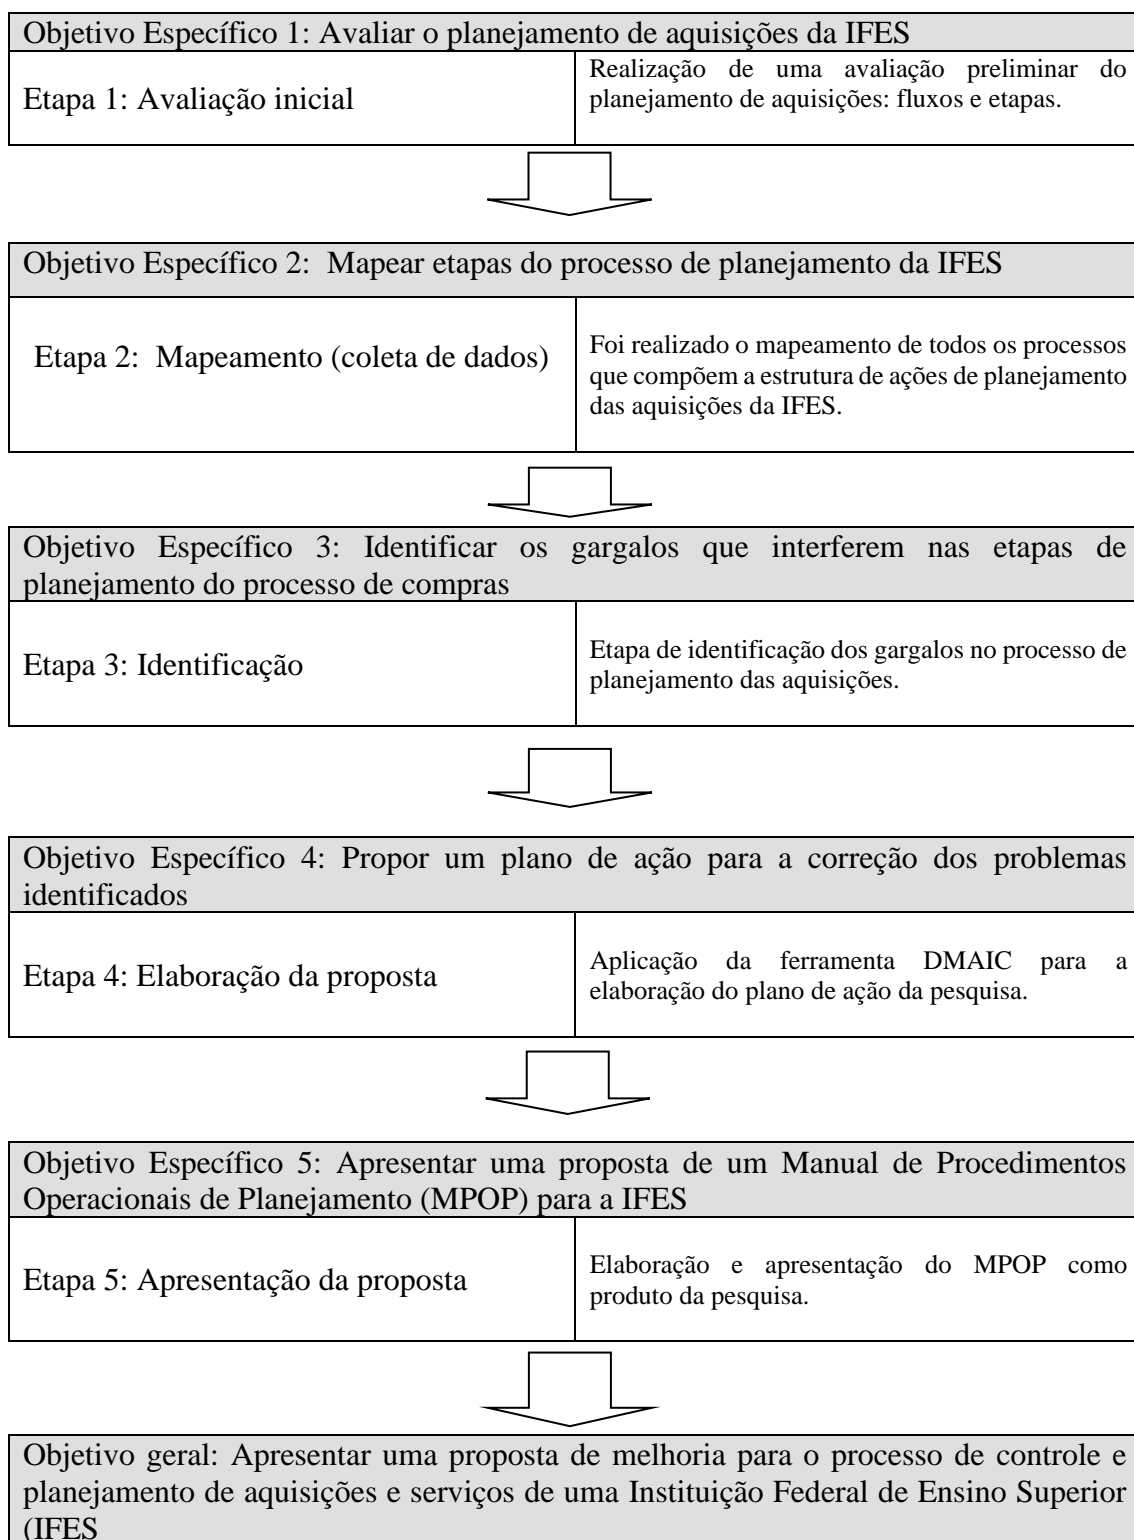 Objetivo Específico 1: Avaliar o planejamento de aquisições da IFES
Etapa 1: Avaliação inicial
Realização de uma avaliação preliminar do
planejamento de aquisições: fluxos e etapas.
Objetivo Específico 2: Mapear etapas do processo de planejamento da IFES
Etapa 2: Mapeamento (coleta de dados)
Foi realizado o mapeamento de todos os processos
que compõem a estrutura de ações de planejamento
das aquisições da IFES.
Objetivo Específico 3: Identificar os gargalos que interferem nas etapas de
planejamento do processo de compras
Etapa 3: Identificação
Etapa de identificação dos gargalos no processo de
planejamento das aquisições.
Objetivo Específico 4: Propor um plano de ação para a correção dos problemas
identificados
Etapa 4: Elaboração da proposta
Aplicação da ferramenta DMAIC para a
elaboração do plano de ação da pesquisa.
Objetivo Específico 5: Apresentar uma proposta de um Manual de Procedimentos
Operacionais de Planejamento (MPOP) para a IFES
Etapa 5: Apresentação da proposta
Elaboração e apresentação do MPOP como
produto da pesquisa.
Objetivo geral: Apresentar uma proposta de melhoria para o processo de controle e
planejamento de aquisições e serviços de uma Instituição Federal de Ensino Superior
(IFES